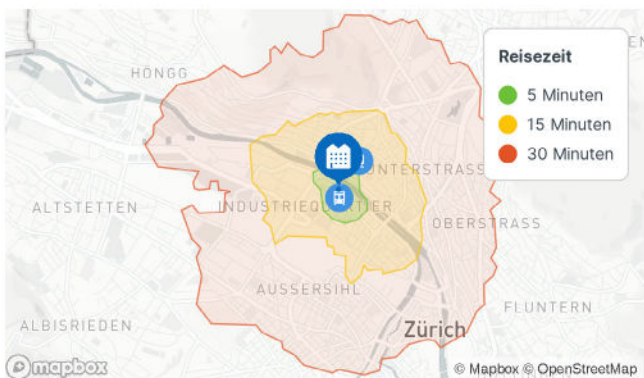 Reisezeit
5 Minuten
15 Minuten
30 Minuten
HÖNGG
UNTERSTRASS
ALTSTETTEN
INDUSTRIEQUARTIER
OBERSTRASS
AUSSERSIHL
FLUNTERN
ALBISRIEDEN
Zürich
mapbox
© Mapbox © OpenStreetMap